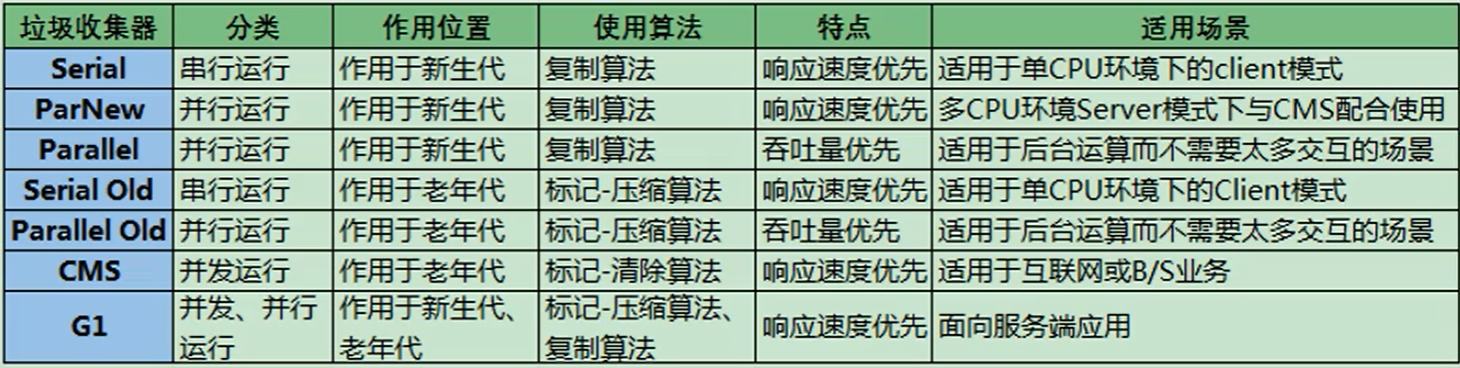 垃圾收集器 分类 作用位置 使用算法 特点 适用场景
Serial 串行运行 作用于新生代 复制算法 响应速度优先 适用于单CPU环境下的client模式
ParNew 并行运行 作用于新生代 复制算法 响应速度优先 多CPU环境Server模式下与CMS配合使用
Parallel 并行运行 作用于新生代 复制算法 吞吐量优先 适用于后台运算而不需要太多交互的场景
Serial Old 串行运行 作用于老年代 标记-压缩算法 响应速度优先 适用于单CPU环境下的Client模式
Parallel Old 并行运行 作用于老年代 标记-压缩算法 吞吐量优先 适用于后台运算而不需要太多交互的场景
CMS 并发运行 作用于老年代 标记-清除算法 响应速度优先 适用于互联网或B/S业务
G1 并发、并行 作用于新生代、 标记-压缩算法、 响应速度优先 面向服务端应用
运行 老年代 复制算法